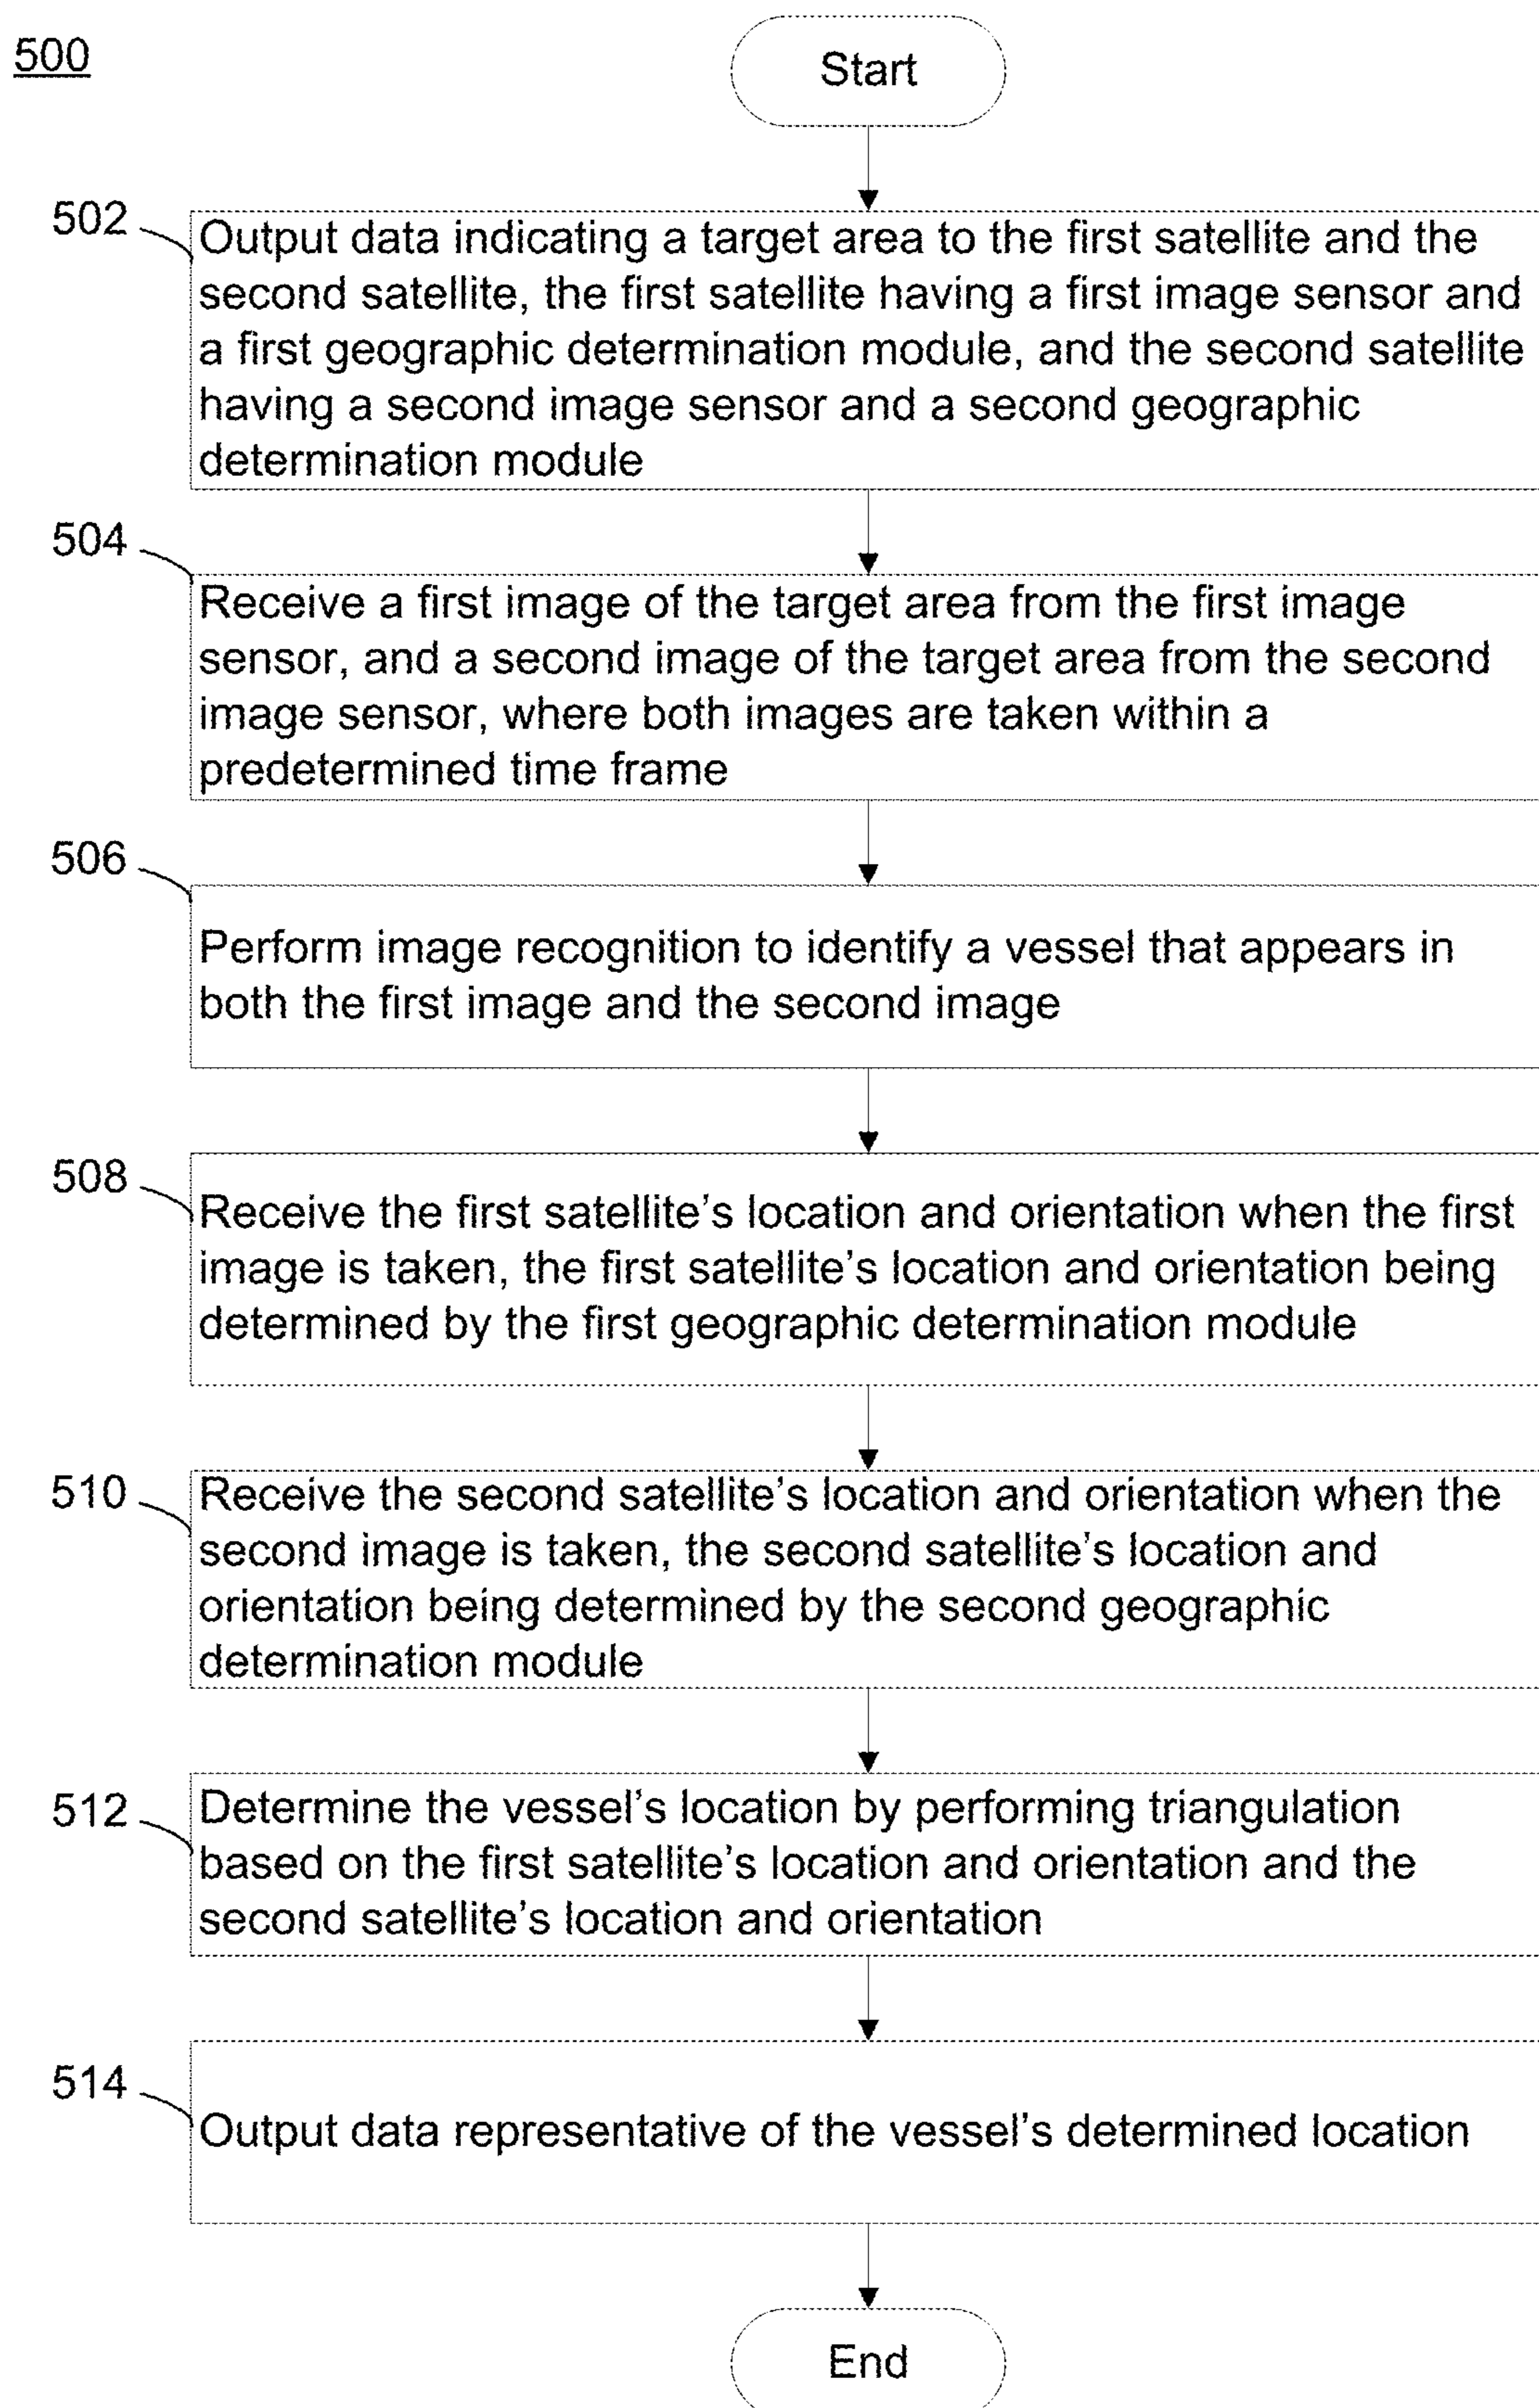 500
Start
502
Output data indicating a target area to the first satellite and the
second satellite, the first satellite having a first image sensor and
a first geographic determination module, and the second satellite
having a second image sensor and a second geographic
determination module
504
Receive a first image of the target area from the first image
sensor, and a second image of the target area from the second
image sensor, where both images are taken within a
predetermined time frame
506
Perform image recognition to identify a vessel that appears in
both the first image and the second image
508
Receive the first satellite's location and orientation when the first
image is taken, the first satellite's location and orientation being
determined by the first geographic determination module
510
Receive the second satellite's location and orientation when the
second image is taken, the second satellite's location and
orientation being determined by the second geographic
determination module
512
Determine the vessel's location by performing triangulation
based on the first satellite's location and orientation and the
second satellite's location and orientation
514
Output data representative of the vessel's determined location
End